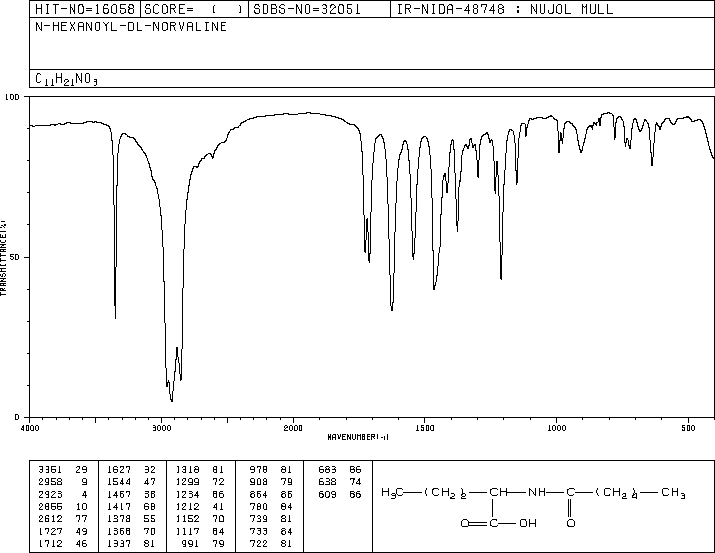 HIT-NO=16058 SCORE= ( ) SDBS-NO=32051 IR-NIDA-48748 : NUJOL MULL
N-HEXANOYL-DL-NORVALINE
C11H21NO3
100
50
0
TRANSMITTANCE(%)
4000 3000 2000 1500 1000 500
WAVENUMBER(-1)
3361 29 1627 32 1318 81 978 81 683 86
2958 9 1544 47 1299 72 908 79 638 74
2923 4 1467 38 1234 66 864 86 609 86
2855 10 1417 68 1212 41 780 84
2612 77 1378 55 1152 70 739 81
1727 49 1368 70 1117 84 733 84
1712 46 1337 81 991 79 722 81
H3C—(CH2)2—CH—NH—C—(CH2)4—CH3
O=C—OH O